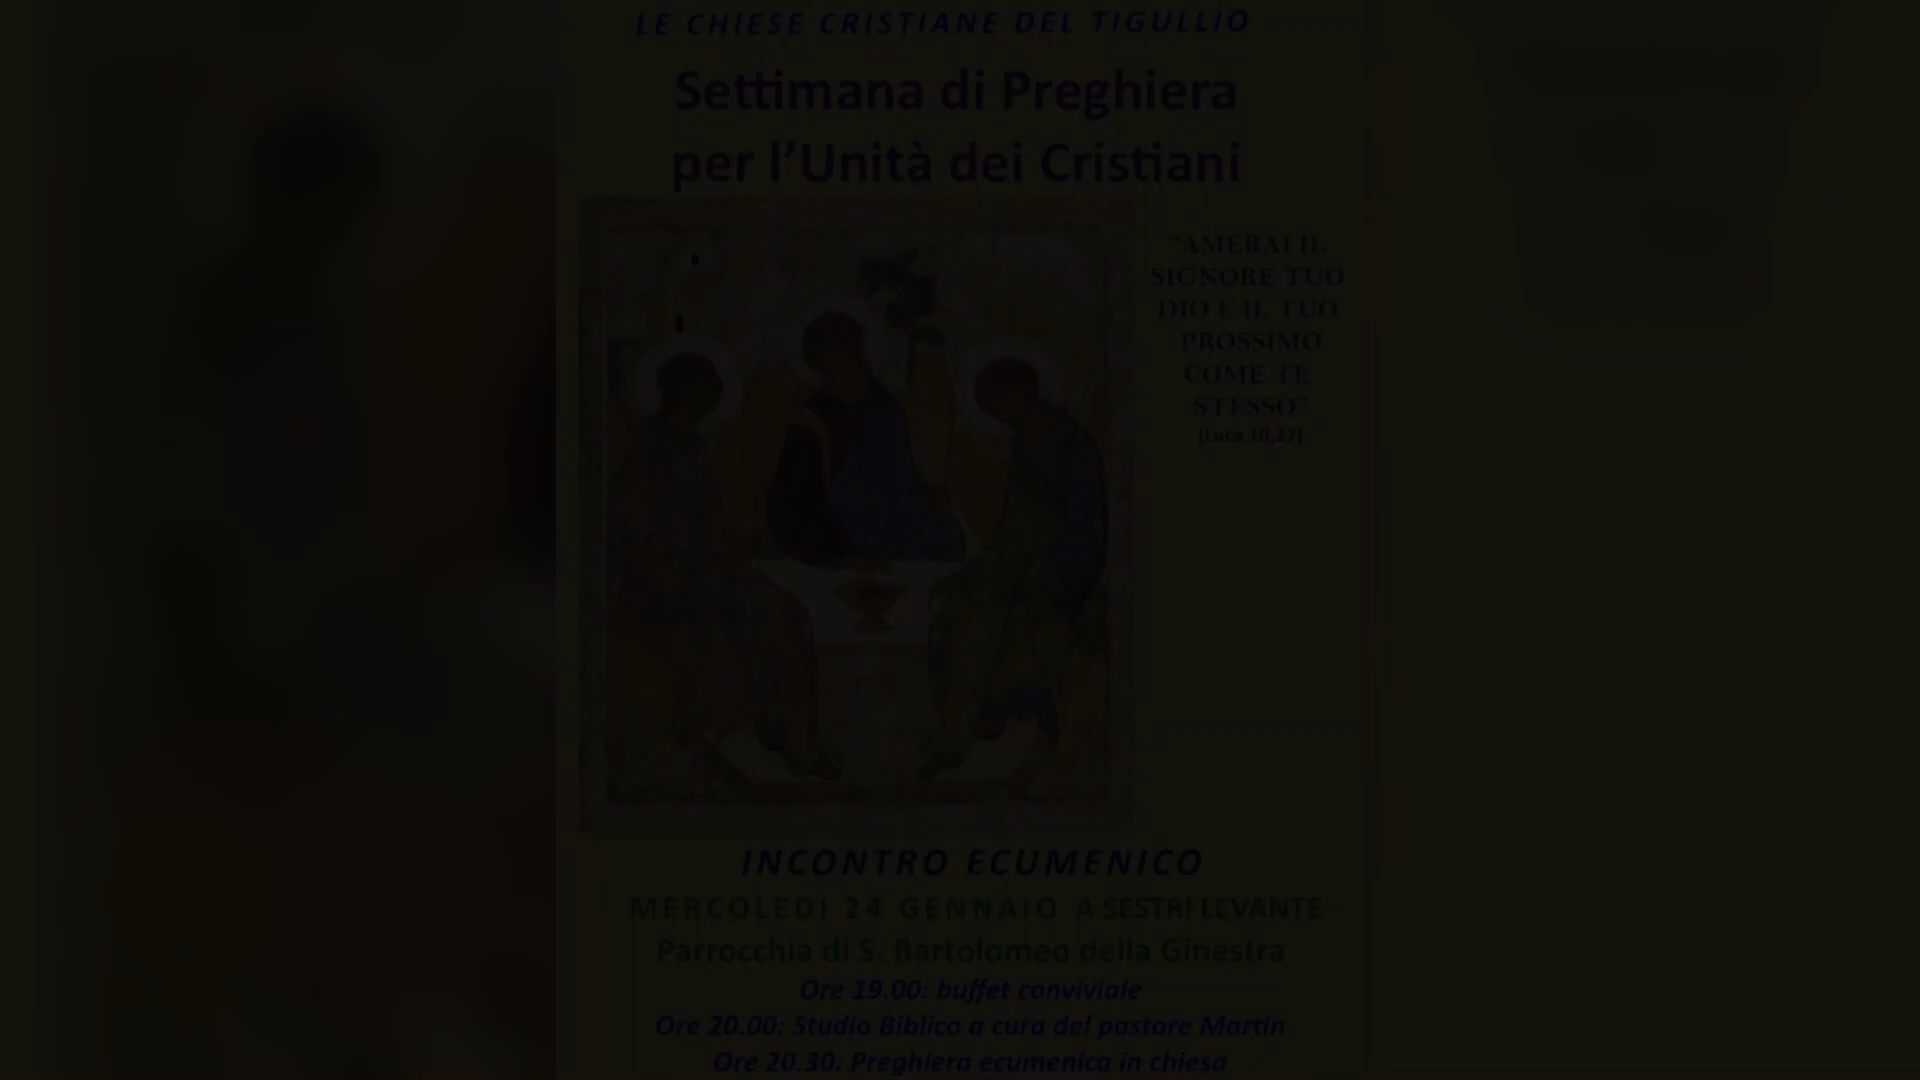 LE CHIESE CRISTIANE DEL TIGULLIO
Settimana di Preghiera
per l’Unità dei Cristiani
"AMERAI IL
SIGNORE TUO
DIO E IL TUO
PROSSIMO
COME TE
STESSO"
(Luca 10,27)
INCONTRO ECUMENICO
MERCOLEDI 24 GENNAIO A SESTRI LEVANTE
Parrocchia di S. Bartolomeo della Ginestra
Ore 19.00: buffet conviviale
Ore 20.00: Studio Biblico a cura del pastore Martin
Ore 20.30: Preghiera ecumenica in chiesa